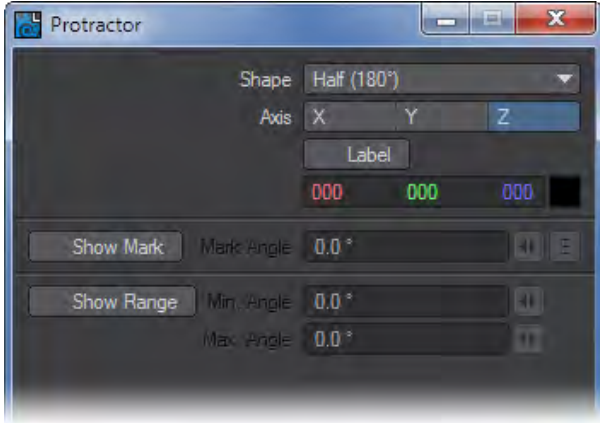 Protractor
Shape Half (180°)
Axis X Y Z
Label
000 000 000
Show Mark Mark Angle 0.0 ° E
Show Range Min. Angle 0.0 °
Max. Angle 0.0 °